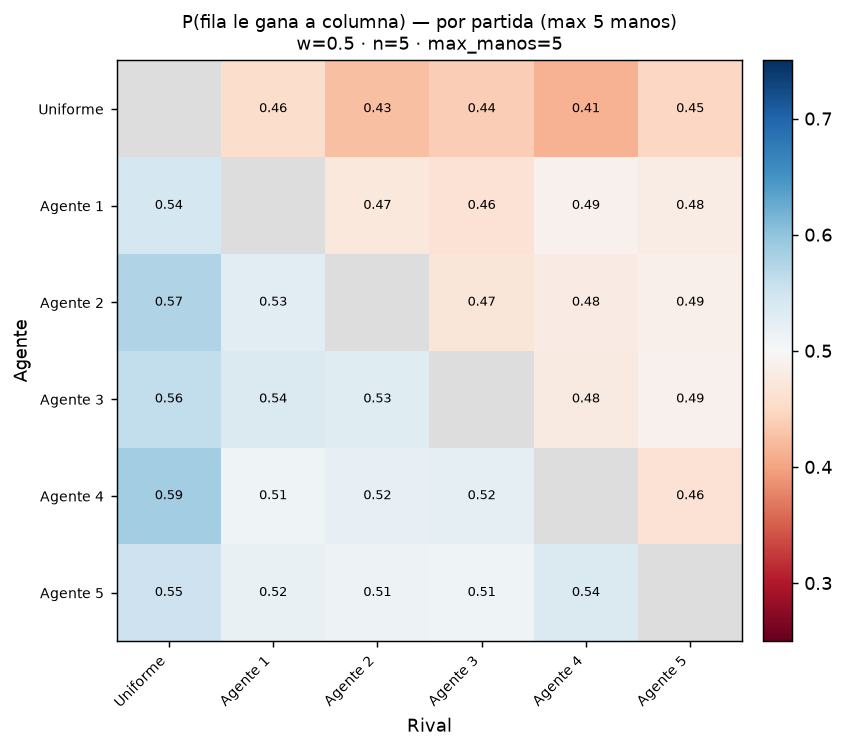 P(fila le gana a columna) — por partida (max 5 manos)
w=0.5 · n=5 · max_manos=5
Uniforme 0.46 0.43 0.44 0.41 0.45
Agente 1 0.54 0.47 0.46 0.49 0.48
Agente 2 0.57 0.53 0.47 0.48 0.49
Agente 3 0.56 0.54 0.53 0.48 0.49
Agente 4 0.59 0.51 0.52 0.52 0.46
Agente 5 0.55 0.52 0.51 0.51 0.54
Agente
Uniforme Agente 1 Agente 2 Agente 3 Agente 4 Agente 5
Rival
0.7
0.6
0.5
0.4
0.3